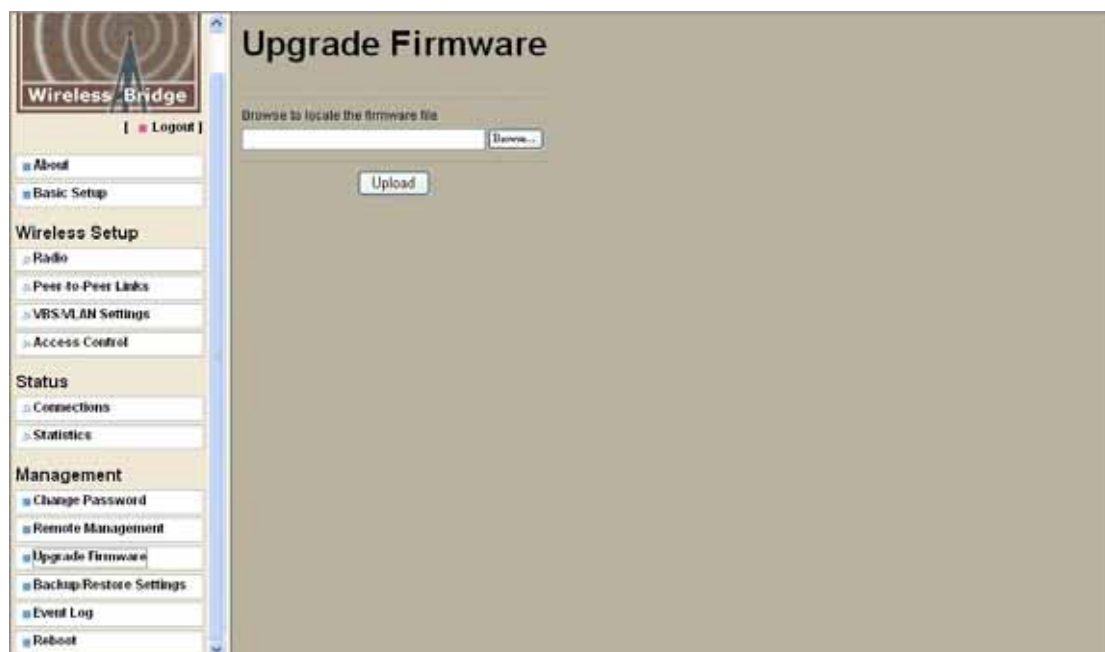 Wireless Bridge
[ Logout ]
About
Basic Setup
Wireless Setup
Radio
Peer-to-Peer Links
VBS/VLAN Settings
Access Control
Status
Connections
Statistics
Management
Change Password
Remote Management
Upgrade Firmware
Backup/Restore Settings
Event Log
Reboot
Upgrade Firmware
Browse to locate the firmware file
Browse...
Upload